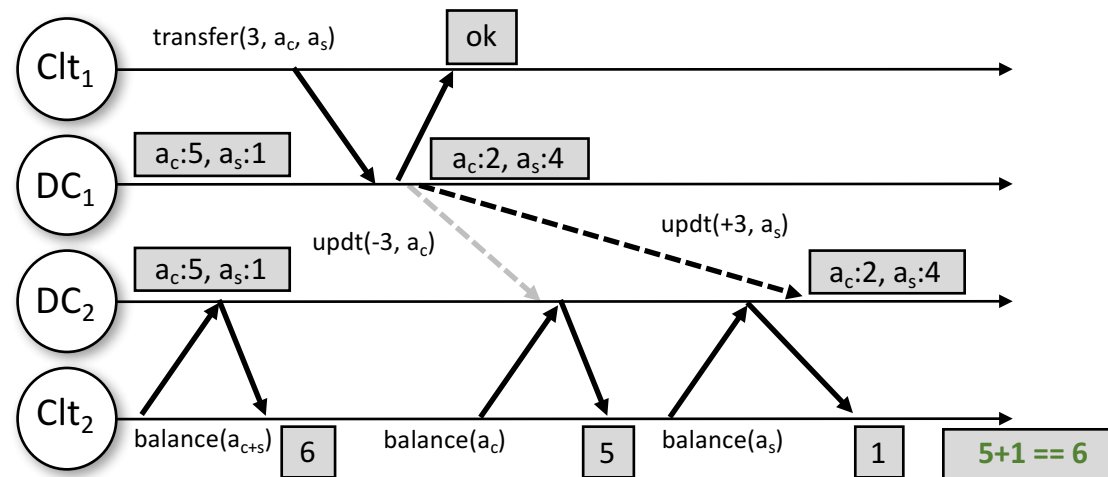 transfer(3, a_c, a_s)
ok
Clt_1
a_c:5, a_s:1
a_c:2, a_s:4
DC_1
updt(-3, a_c)
updt(+3, a_s)
a_c:5, a_s:1
a_c:2, a_s:4
DC_2
Clt_2
balance(a_{c+s})
6
balance(a_c)
5
balance(a_s)
1
5+1 == 6